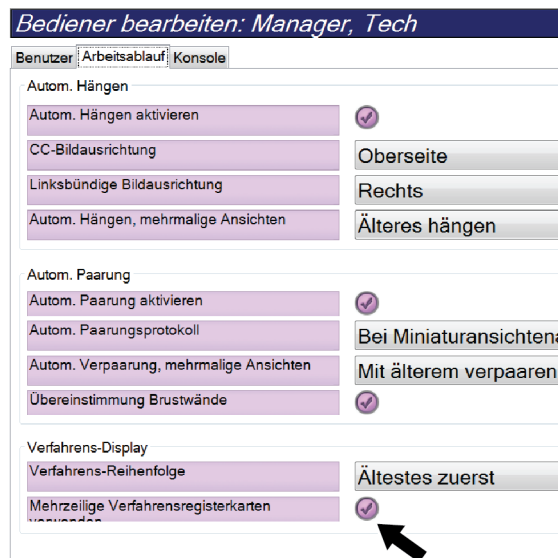 Bediener bearbeiten: Manager, Tech
Benutzer Arbeitsablauf Konsole
Autom. Hängen
Autom. Hängen aktivieren
CC-Bildausrichtung Oberseite
Linksbündige Bildausrichtung Rechts
Autom. Hängen, mehrmalige Ansichten Älteres hängen
Autom. Paarung
Autom. Paarung aktivieren
Autom. Paarungsprotokoll Bei Miniaturansichtena
Autom. Verpaarung, mehrmalige Ansichten Mit älterem verpaaren
Übereinstimmung Brustwände
Verfahrens-Display
Verfahrens-Reihenfolge Ältestes zuerst
Mehrzeilige Verfahrensregisterkarten
verwenden